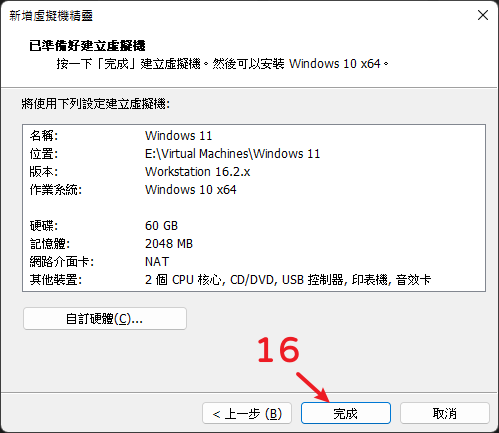 新增虛擬機精靈
已準備好建立虛擬機
按一下「完成」建立虛擬機。然後可以安裝 Windows 10 x64。
將使用下列設定建立虛擬機:
名稱: Windows 11
位置: E:\Virtual Machines\Windows 11
版本: Workstation 16.2.x
作業系統: Windows 10 x64
硬碟: 60 GB
記憶體: 2048 MB
網路介面卡: NAT
其他裝置: 2 個 CPU 核心, CD/DVD, USB 控制器, 印表機, 音效卡
自訂硬體(C)...
16
< 上一步 (B) 完成 取消